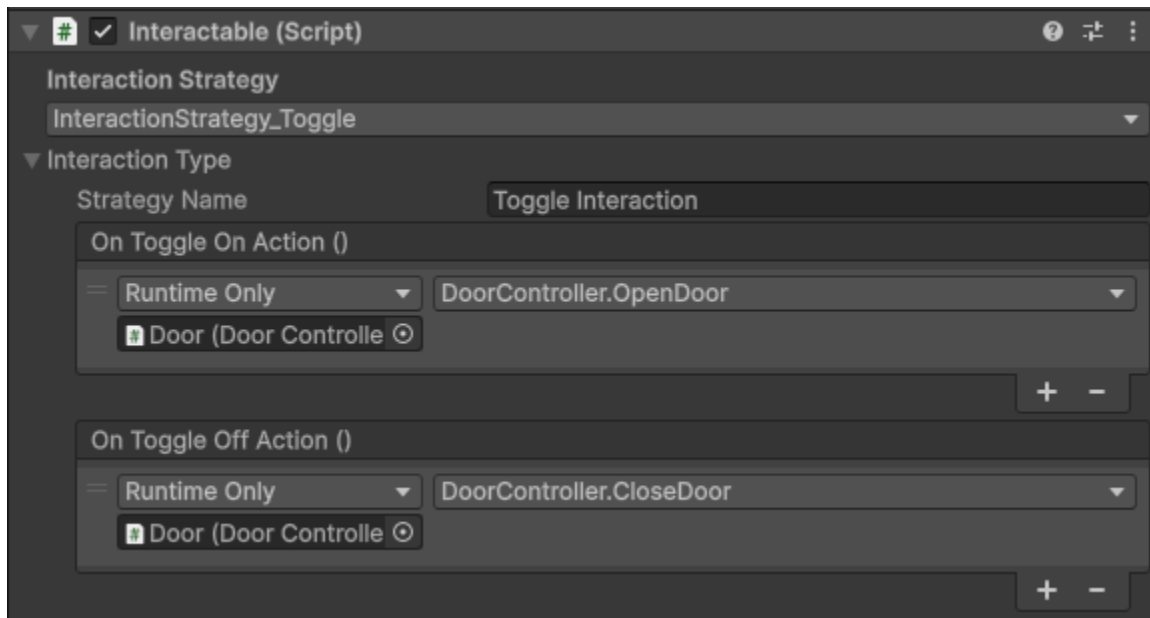 Interactable (Script)
Interaction Strategy
InteractionStrategy_Toggle
Interaction Type
Strategy Name Toggle Interaction
On Toggle On Action ()
Runtime Only DoorController.OpenDoor
Door (Door Controlle
On Toggle Off Action ()
Runtime Only DoorController.CloseDoor
Door (Door Controlle